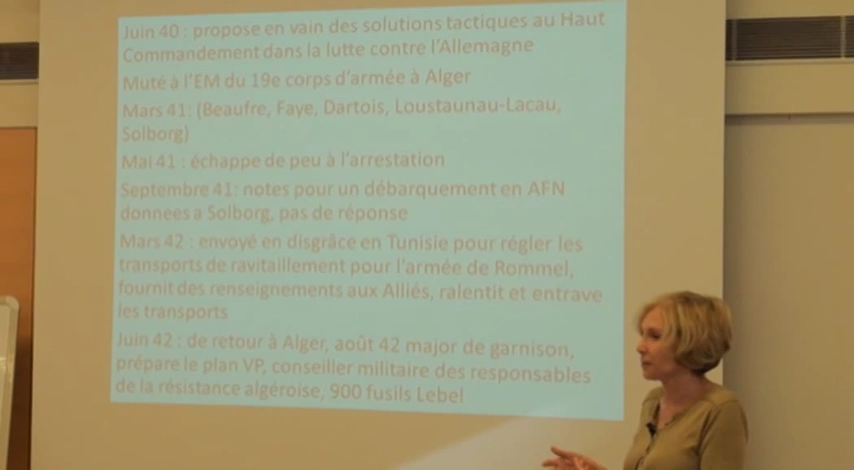 Juin 40 : propose en vain des solutions tactiques au Haut
Commandement dans la lutte contre l'Allemagne
Muté à l'EM du 19e corps d'armée à Alger
Mars 41: (Beaufre, Faye, Dartois, Loustaunau-Lacau,
Solborg)
Mai 41 : échappe de peu à l'arrestation
Septembre 41: notes pour un débarquement en AFN
donnees a Solborg, pas de réponse
Mars 42 : envoyé en disgrâce en Tunisie pour régler les
transports de ravitaillement pour l'armée de Rommel,
fournit des renseignements aux Alliés, ralentit et entrave
les transports
Juin 42 : de retour à Alger, août 42 major de garnison,
prépare le plan VP, conseiller militaire des responsables
de la résistance algéroise, 900 fusils Lebel